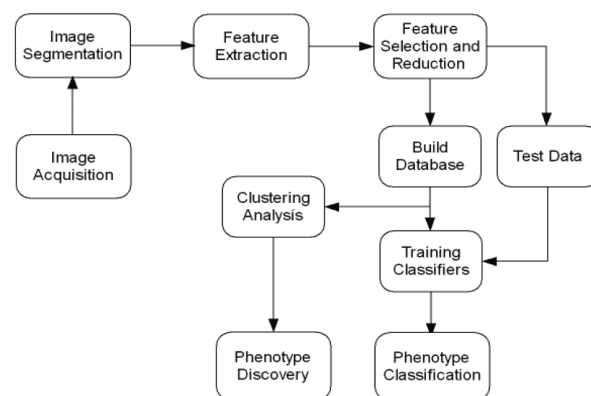 Image
Segmentation
Feature
Extraction
Feature
Selection and
Reduction
Image
Acquisition
Build
Database
Test Data
Clustering
Analysis
Training
Classifiers
Phenotype
Discovery
Phenotype
Classification